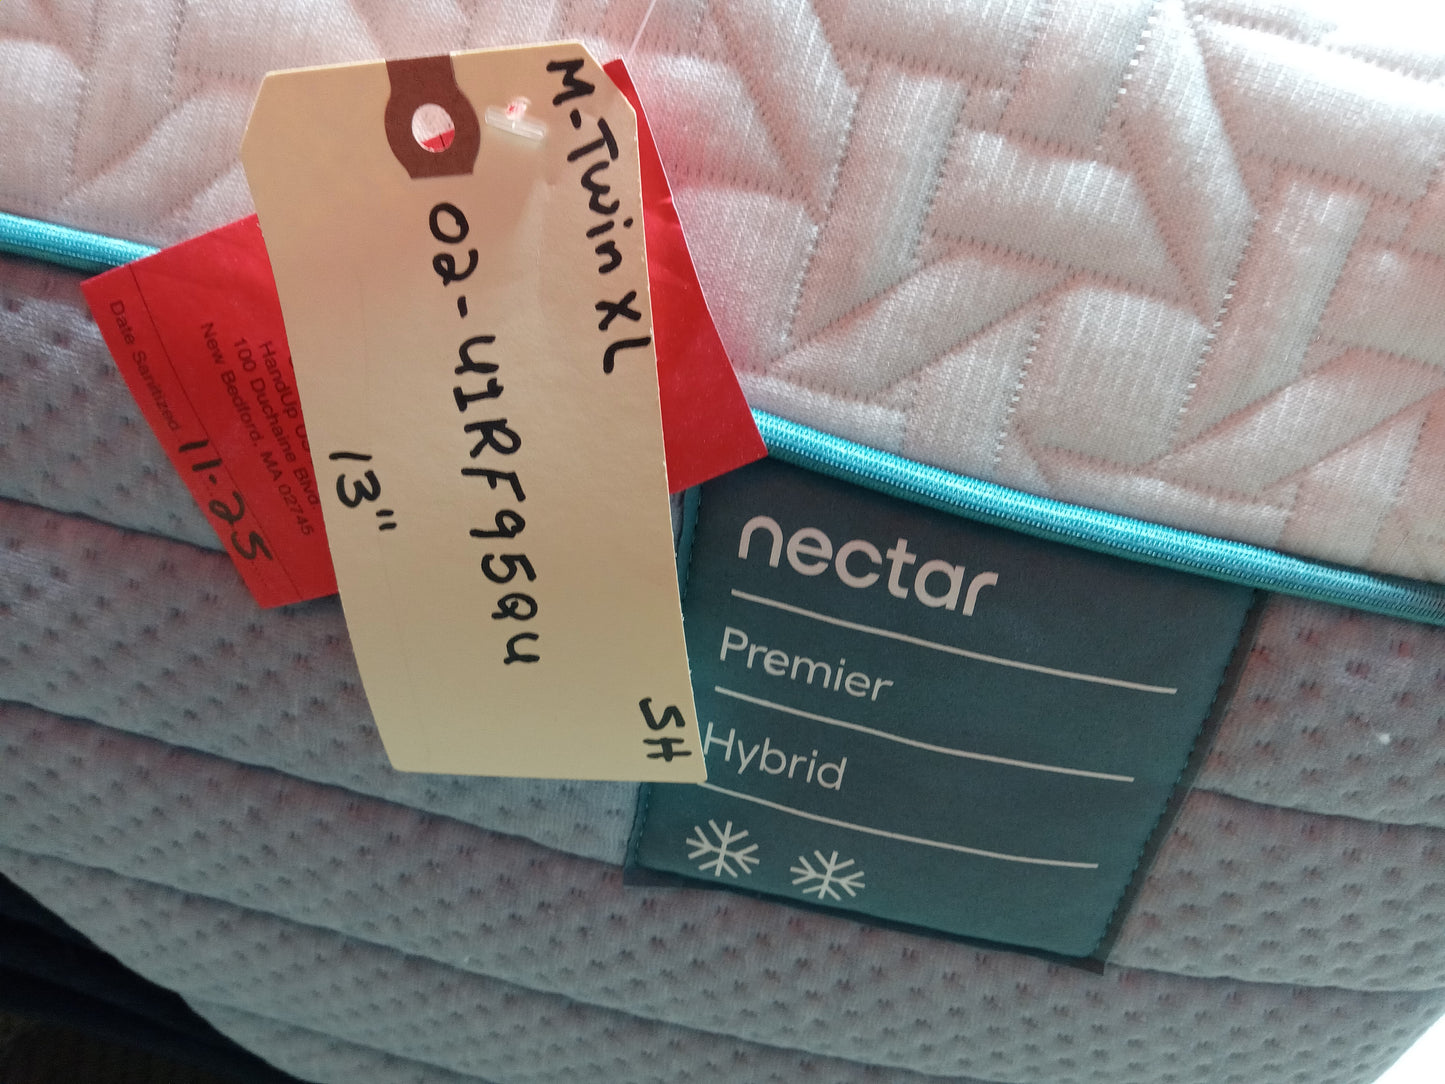 M-Twin XL
02-41RF95Q4
13"
SH
HandUp
100 Duchaine Blvd.
New Bedford, MA 02745
Date Sanitized 11-25
nectar
Premier
Hybrid